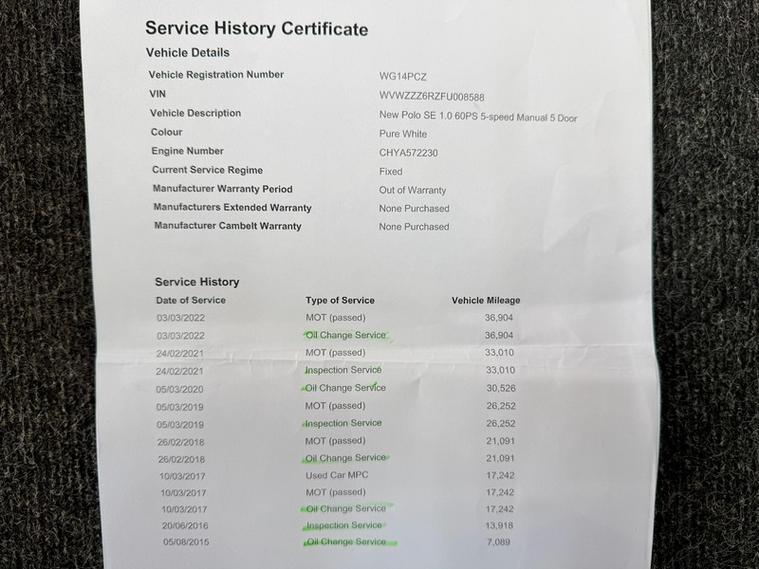 Service History Certificate
Vehicle Details
Vehicle Registration Number WG14PCZ
VIN WVWZZZ6RZFU008588
Vehicle Description New Polo SE 1.0 60PS 5-speed Manual 5 Door
Colour Pure White
Engine Number CHYA572230
Current Service Regime Fixed
Manufacturer Warranty Period Out of Warranty
Manufacturers Extended Warranty None Purchased
Manufacturer Cambelt Warranty None Purchased
Service History
Date of Service Type of Service Vehicle Mileage
03/03/2022 MOT (passed) 36,904
03/03/2022 Oil Change Service 36,904
24/02/2021 MOT (passed) 33,010
24/02/2021 Inspection Service 33,010
05/03/2020 Oil Change Service 30,526
05/03/2019 MOT (passed) 26,252
05/03/2019 Inspection Service 26,252
26/02/2018 MOT (passed) 21,091
26/02/2018 Oil Change Service 21,091
10/03/2017 Used Car MPC 17,242
10/03/2017 MOT (passed) 17,242
10/03/2017 Oil Change Service 17,242
20/06/2016 Inspection Service 13,918
05/08/2015 Oil Change Service 7,089